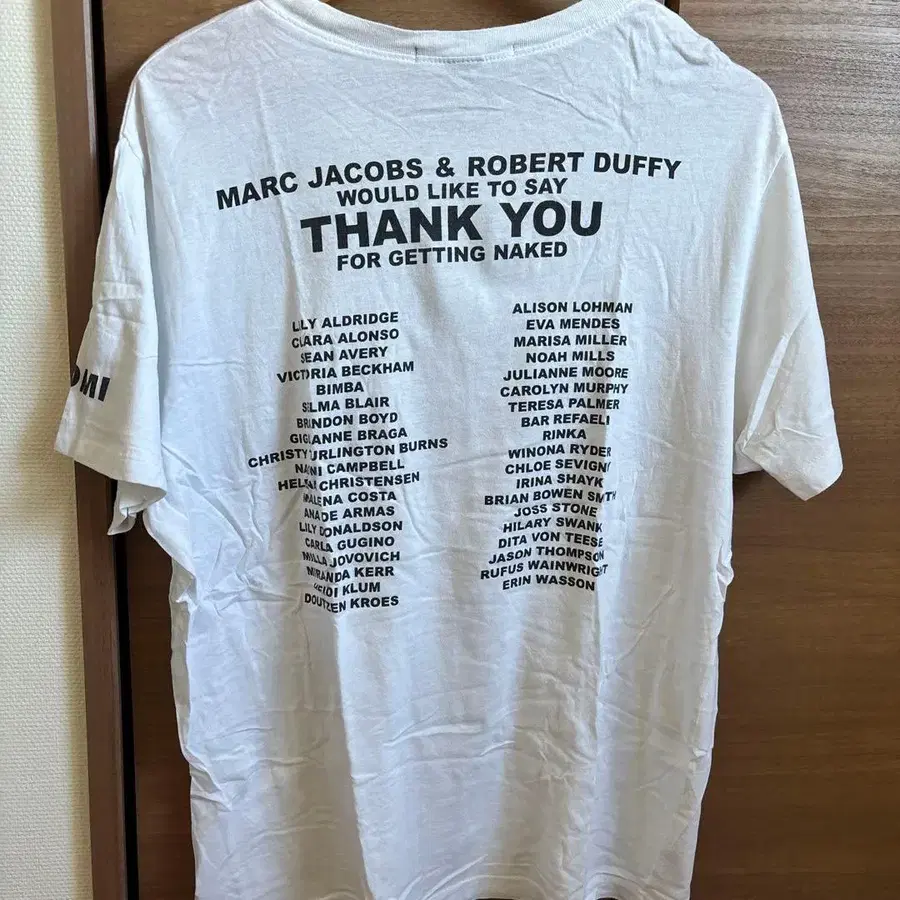 MARC JACOBS & ROBERT DUFFY
WOULD LIKE TO SAY
THANK YOU
FOR GETTING NAKED
LILY ALDRIDGE
CLARA ALONSO
SEAN AVERY
VICTORIA BECKHAM
BIMBA
SELMA BLAIR
BRANDON BOYD
GIGIANNE BRAGA
CHRISTY TURLINGTON BURNS
NAOMI CAMPBELL
HELENA CHRISTENSEN
MALENA COSTA
ANA DE ARMAS
LILY DONALDSON
CARLA GUGINO
MILLA JOVOVICH
MIRANDA KERR
HEIDI KLUM
DOUTZEN KROES
ALISON LOHMAN
EVA MENDES
MARISA MILLER
NOAH MILLS
JULIANNE MOORE
CAROLYN MURPHY
TERESA PALMER
BAR REFAELI
RINKA
WINONA RYDER
CHLOE SEVIGNY
IRINA SHAYK
BRIAN BOWEN SMITH
JOSS STONE
HILARY SWANK
DITA VON TEESE
JASON THOMPSON
RUFUS WAINWRIGHT
ERIN WASSON
OMI